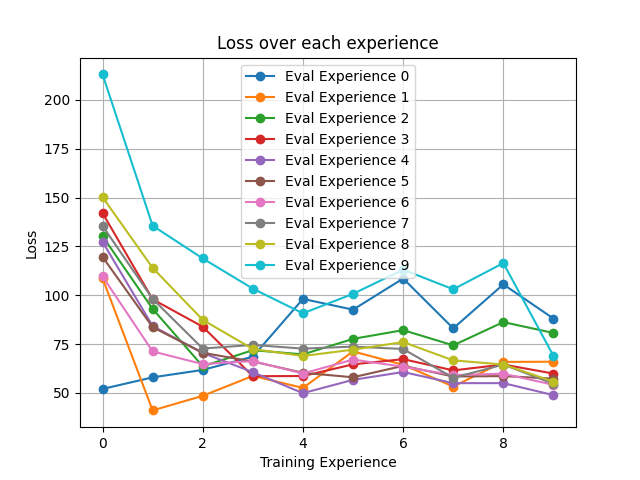 Loss over each experience
Eval Experience 0
Eval Experience 1
Eval Experience 2
Eval Experience 3
Eval Experience 4
Eval Experience 5
Eval Experience 6
Eval Experience 7
Eval Experience 8
Eval Experience 9
200
175
150
125
100
75
50
Loss
0 2 4 6 8
Training Experience